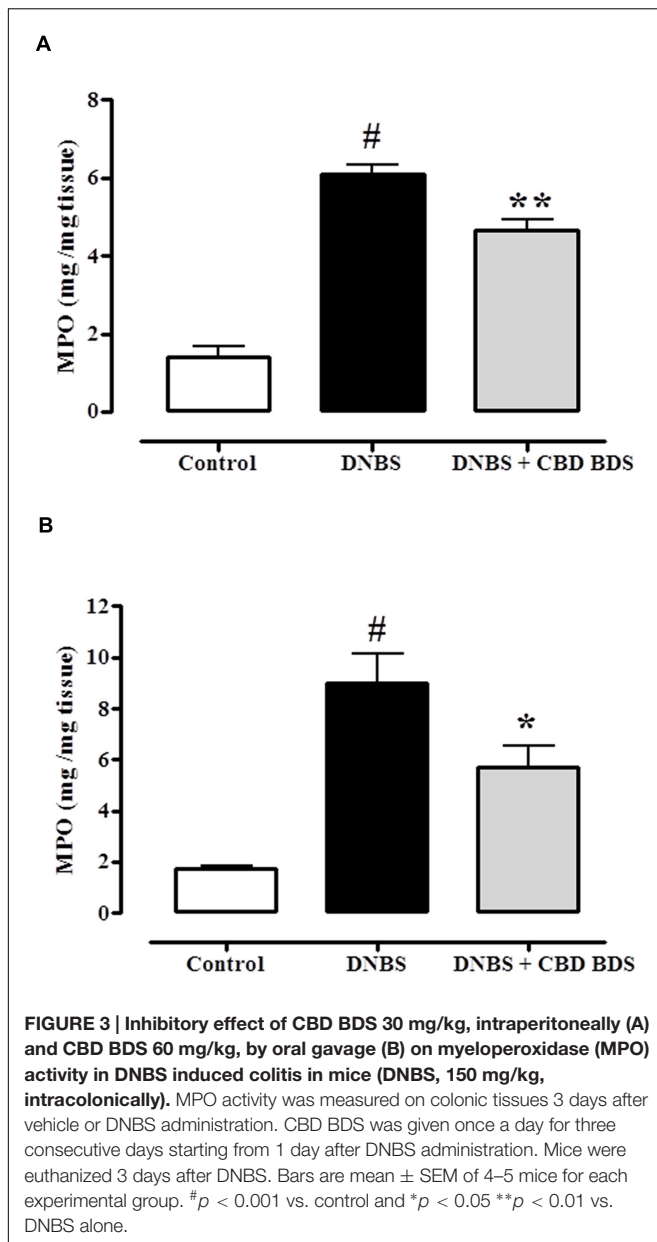 A
MPO (mg /mg tissue)
8
6
4
2
0
#
**
Control DNBS DNBS + CBD BDS
B
MPO (mg /mg tissue)
12
10
8
6
4
2
0
#
*
Control DNBS DNBS + CBD BDS
FIGURE 3 | Inhibitory effect of CBD BDS 30 mg/kg, intraperitoneally (A)
and CBD BDS 60 mg/kg, by oral gavage (B) on myeloperoxidase (MPO)
activity in DNBS induced colitis in mice (DNBS, 150 mg/kg,
intracolonically). MPO activity was measured on colonic tissues 3 days after
vehicle or DNBS administration. CBD BDS was given once a day for three
consecutive days starting from 1 day after DNBS administration. Mice were
euthanized 3 days after DNBS. Bars are mean ± SEM of 4–5 mice for each
experimental group. #p < 0.001 vs. control and *p < 0.05 **p < 0.01 vs.
DNBS alone.